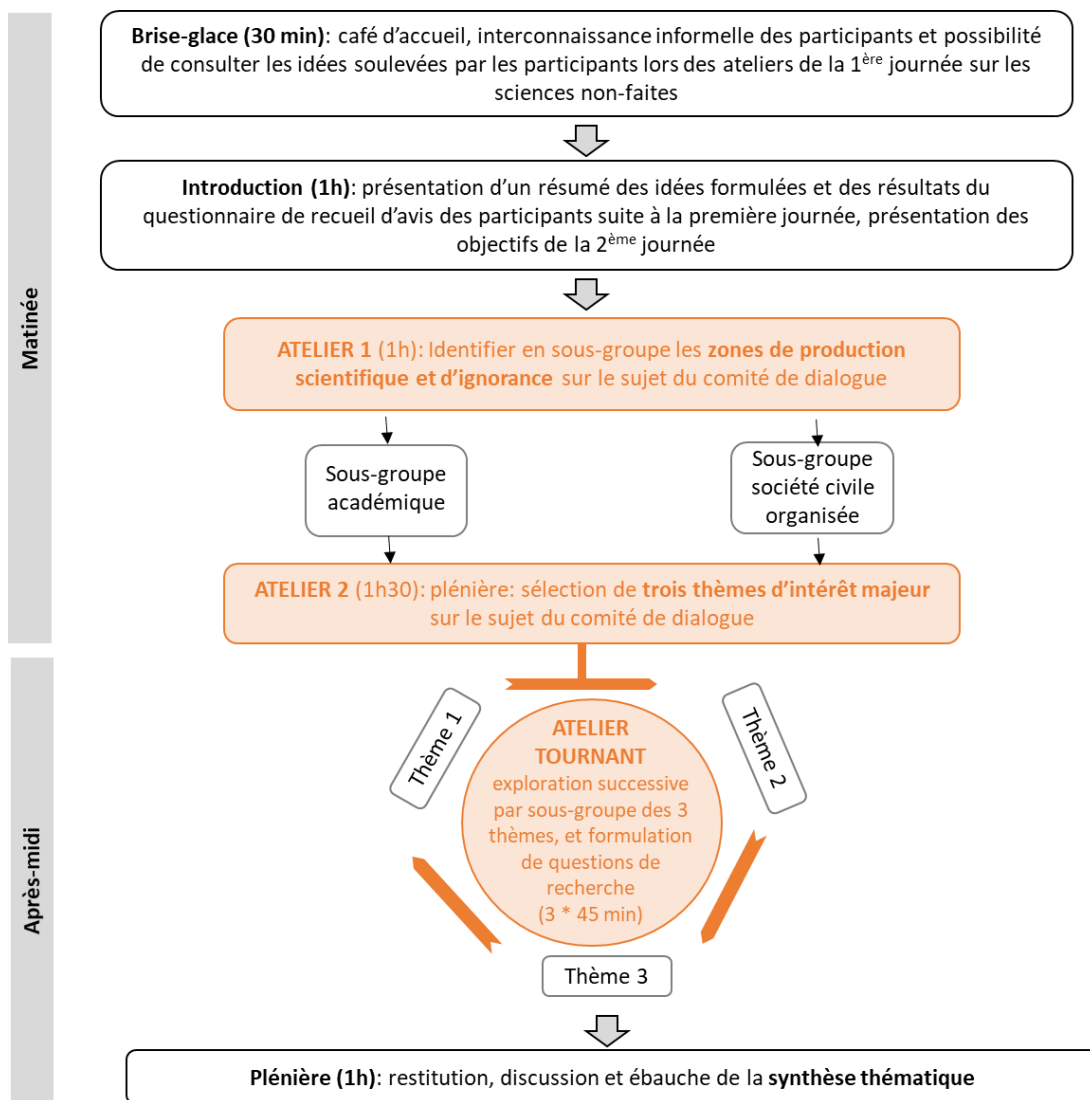 Matinée
Brise-glace (30 min): café d’accueil, interconnaissance informelle des participants et possibilité
de consulter les idées soulevées par les participants lors des ateliers de la 1ère journée sur les
sciences non-faites
Introduction (1h): présentation d’un résumé des idées formulées et des résultats du
questionnaire de recueil d’avis des participants suite à la première journée, présentation des
objectifs de la 2ème journée
ATELIER 1 (1h): Identifier en sous-groupe les zones de production
scientifique et d’ignorance sur le sujet du comité de dialogue
Sous-groupe
académique
Sous-groupe
société civile
organisée
ATELIER 2 (1h30): plénière: sélection de trois thèmes d’intérêt majeur
sur le sujet du comité de dialogue
Après-midi
Thème 1
ATELIER
TOURNANT
exploration successive
par sous-groupe des 3
thèmes, et formulation
de questions de
recherche
(3 * 45 min)
Thème 2
Thème 3
Plénière (1h): restitution, discussion et ébauche de la synthèse thématique